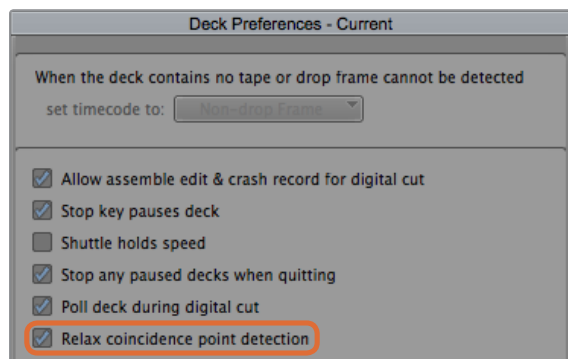 Deck Preferences - Current
When the deck contains no tape or drop frame cannot be detected
set timecode to: Non-drop Frame
Allow assemble edit & crash record for digital cut
Stop key pauses deck
Shuttle holds speed
Stop any paused decks when quitting
Poll deck during digital cut
Relax coincidence point detection